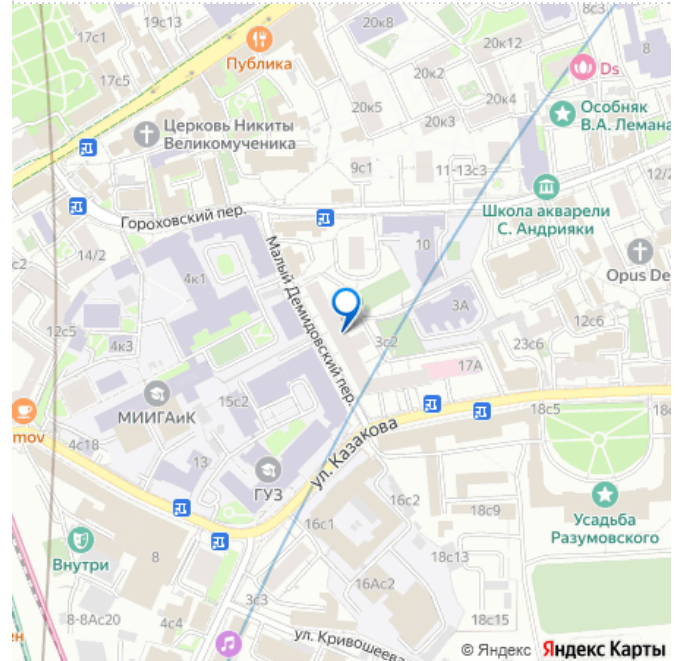 19с13
20к8
17с1
Публика
20к12
8с3
8
17с5
20к2
Ds
20к5
20к4
Особняк
В.А. Лемана
Церковь Никиты
Великомученика
20к3
9с1
11-13с3
12/2
Школа акварели
С. Андрияки
Гороховский пер.
14/2
10
с2
Малый Демидовский пер.
Opus De
4к1
3А
12с5
12с6
4к3
3с2
23с6
17А
МИИГАиК
15с2
18с5
18с
mov
4с18
13
ул. Казакова
ГУЗ
16с2
18с9
Усадьба
Разумовского
16с1
Внутри
8
18с13
16Ас2
3с3
8-8Ас20
4с4
18с15
ен
ул. Кривошеева
© Яндекс Яндекс Карты